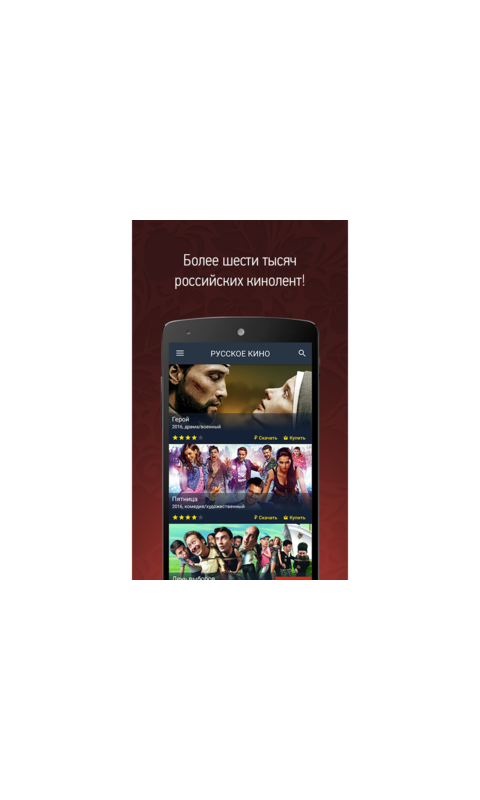 Более шести тысяч
российских кинолент!
РУССКОЕ КИНО
Герой
2016, драма/военный
₽ Скачать Купить
Пятница
2016, комедия/художественный
₽ Скачать Купить
День выборов